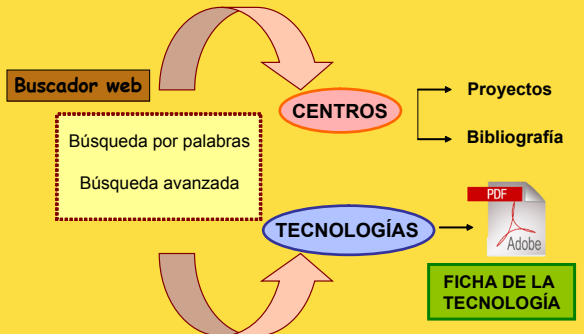 Buscador web
Búsqueda por palabras
Búsqueda avanzada
CENTROS
Proyectos
Bibliografía
TECNOLOGÍAS
PDF
Adobe
FICHA DE LA
TECNOLOGÍA